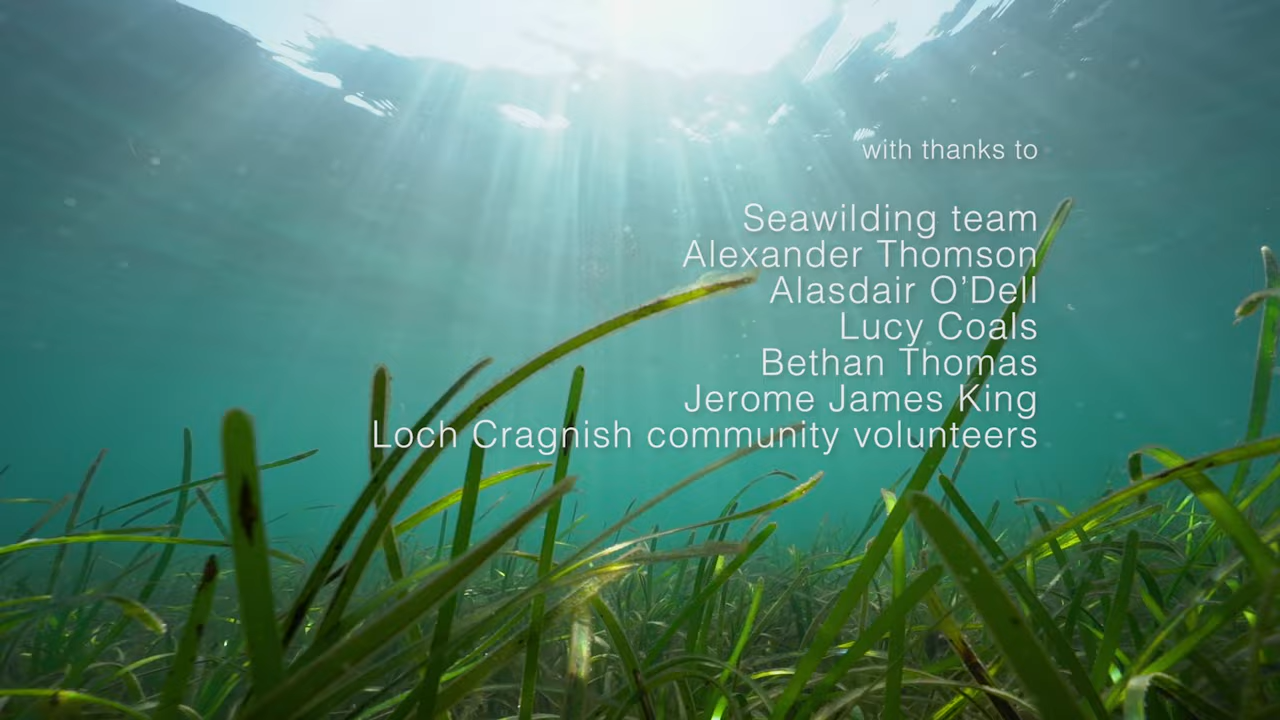 with thanks to
Seawilding team
Alexander Thomson
Alasdair O’Dell
Lucy Coals
Bethan Thomas
Jerome James King
Loch Cragnish community volunteers